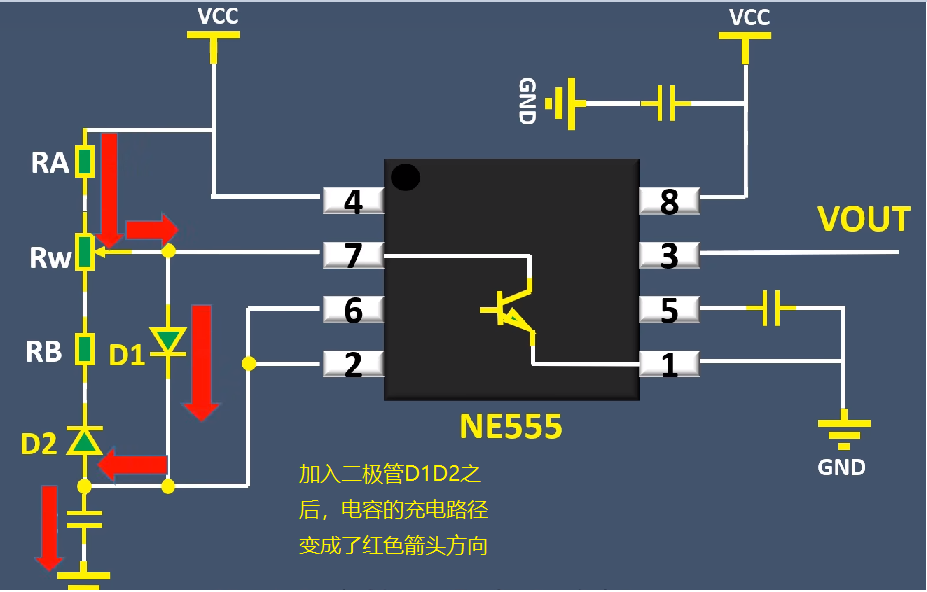 VCC
VCC
GND
RA
4
8
VOUT
7
3
Rw
6
5
RB
D1
2
1
NE555
D2
GND
加入二极管D1D2之
后，电容的充电路径
变成了红色箭头方向